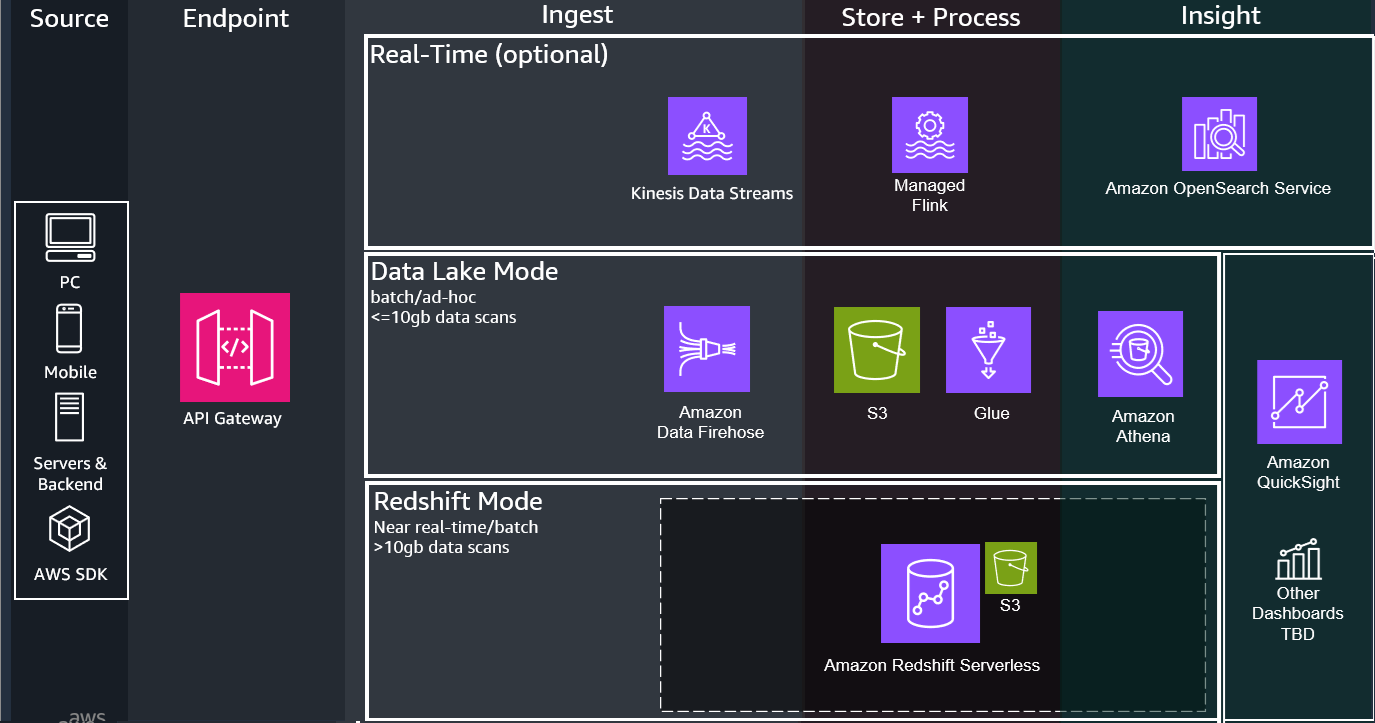 Source
Endpoint
Ingest
Store + Process
Insight
Real-Time (optional)
K
Kinesis Data Streams
Managed
Flink
Amazon OpenSearch Service
PC
Mobile
Servers &
Backend
AWS SDK
</>
API Gateway
Data Lake Mode
batch/ad-hoc
<=10gb data scans
Amazon
Data Firehose
S3
Glue
Amazon
Athena
Amazon
QuickSight
Other
Dashboards
TBD
Redshift Mode
Near real-time/batch
>10gb data scans
S3
Amazon Redshift Serverless
aws